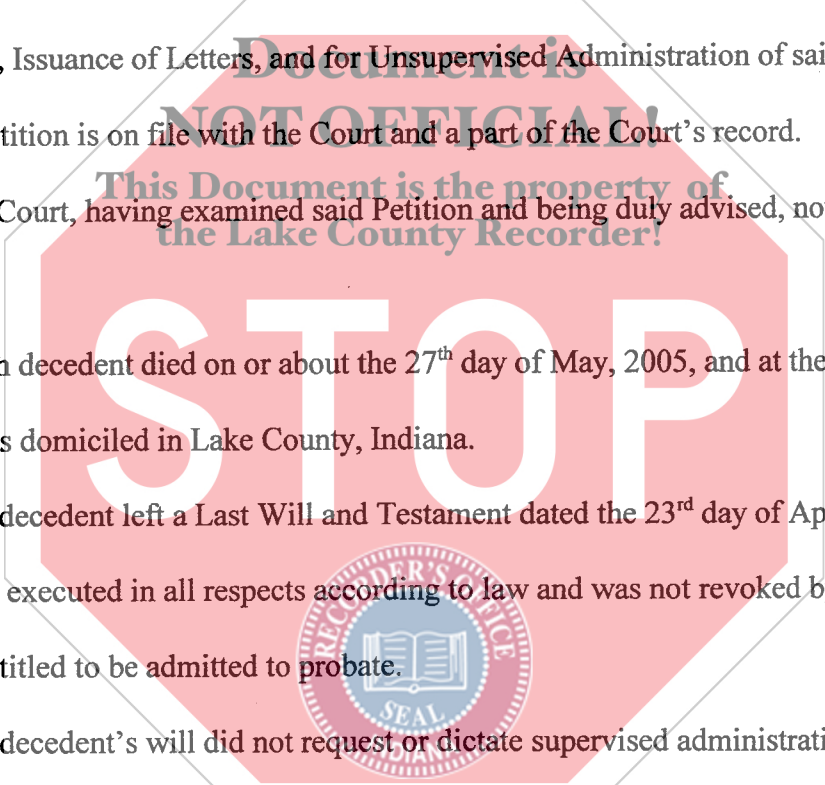 , Issuance of Letters, and for Unsupervised Administration of sai
Document is
NOT OFFICIAL!
tition is on file with the Court and a part of the Court's record.
This Document is the property of
the Lake County Recorder!
Court, having examined said Petition and being duly advised, no
STOP
decedent died on or about the 27th day of May, 2005, and at the
s domiciled in Lake County, Indiana.
decedent left a Last Will and Testament dated the 23rd day of Ap
executed in all respects according to law and was not revoked b
titled to be admitted to probate.
decedent's will did not request or dictate supervised administrati
RECORDER'S OFFICE
SEAL
INDIANA